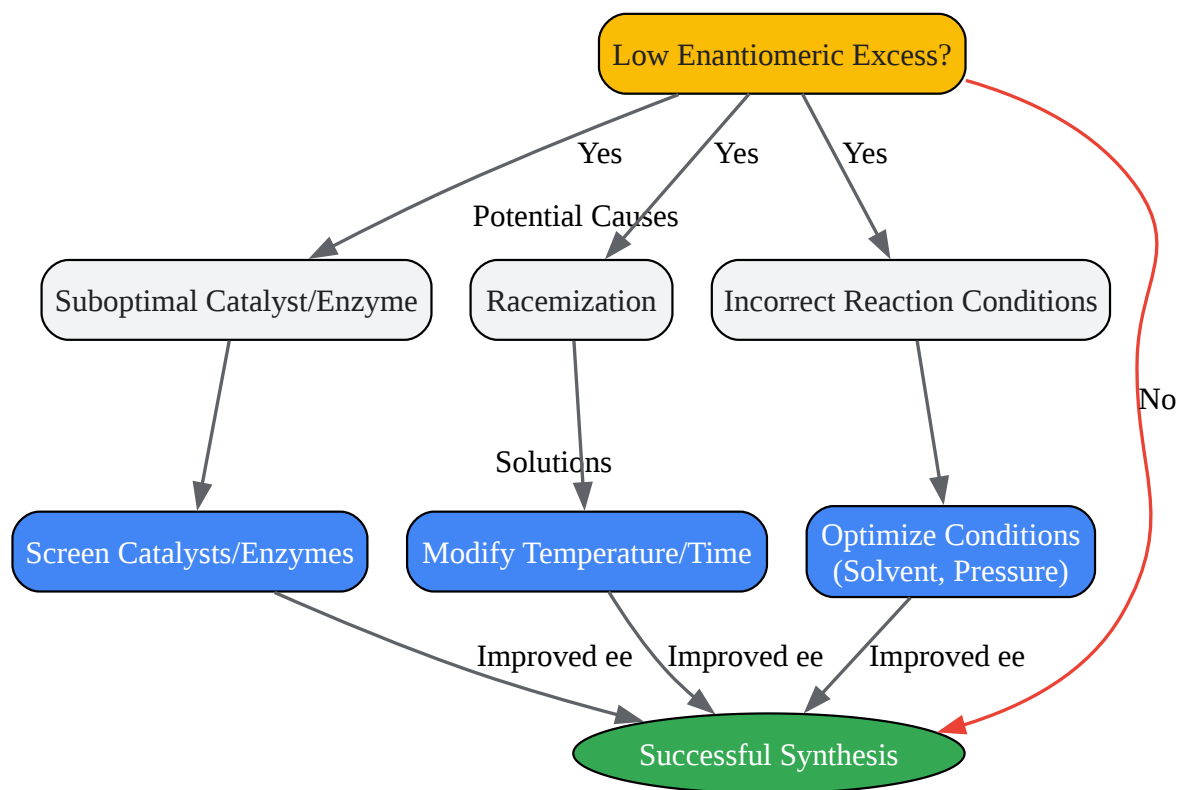 Low Enantiomeric Excess?
Yes
Yes
Yes
Potential Causes
Suboptimal Catalyst/Enzyme
Racemization
Incorrect Reaction Conditions
No
Solutions
Screen Catalysts/Enzymes
Modify Temperature/Time
Optimize Conditions
(Solvent, Pressure)
Improved ee
Improved ee
Improved ee
Successful Synthesis